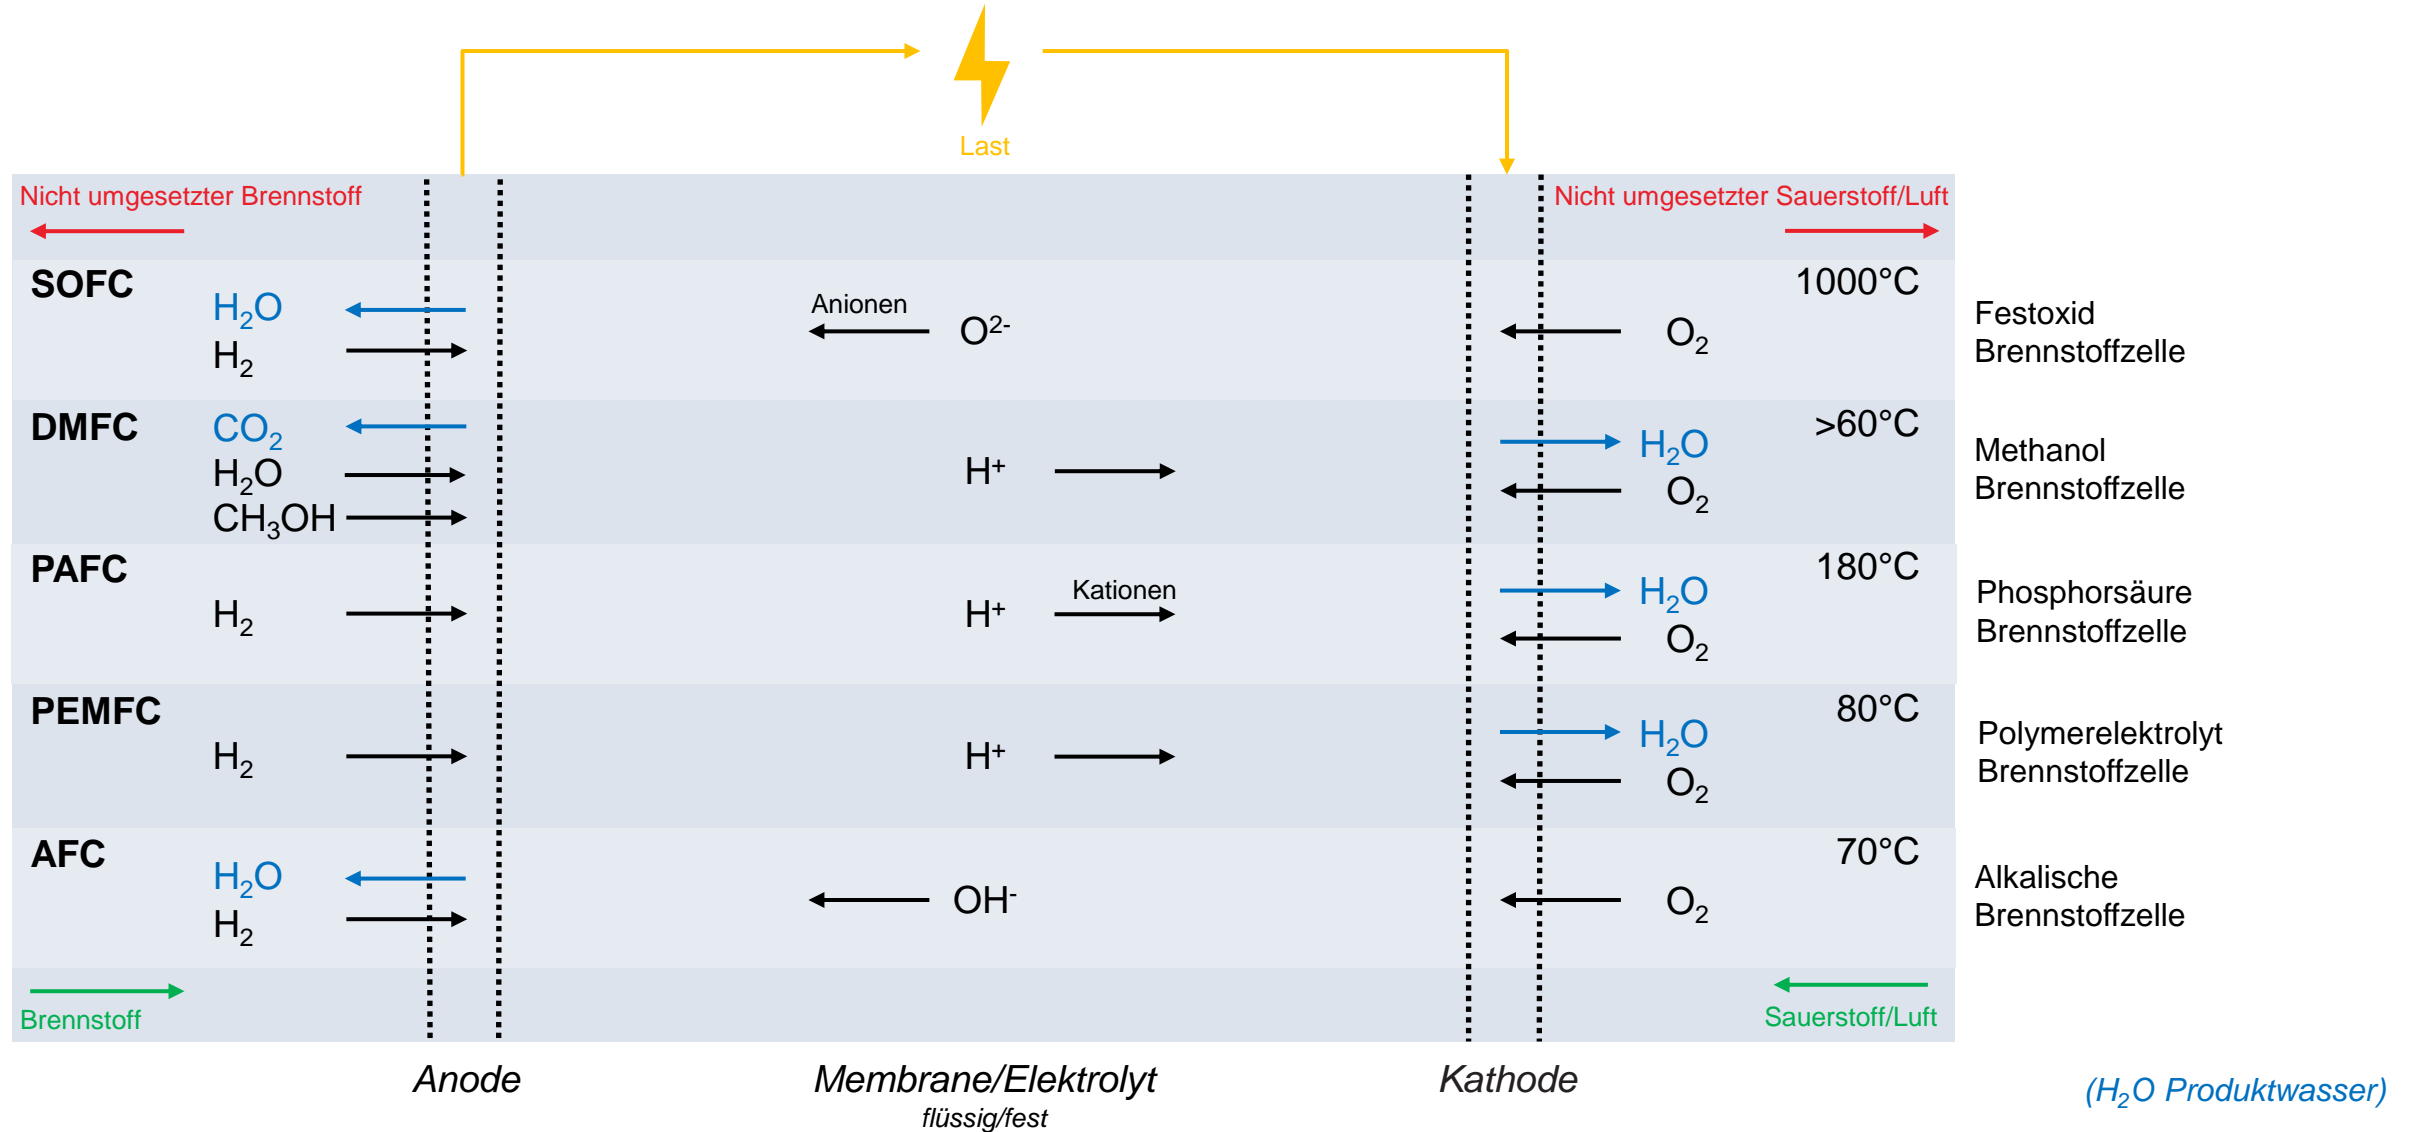 Last
Nicht umgesetzter Brennstoff
Nicht umgesetzter Sauerstoff/Luft
SOFC
1000°C
H₂O
H₂
Anionen
O²⁻
O₂
Festoxid
Brennstoffzelle
DMFC
>60°C
CO₂
H₂O
CH₃OH
H⁺
H₂O
O₂
Methanol
Brennstoffzelle
PAFC
180°C
H₂
H⁺
Kationen
H₂O
O₂
Phosphorsäure
Brennstoffzelle
PEMFC
80°C
H₂
H⁺
H₂O
O₂
Polymerelektrolyt
Brennstoffzelle
AFC
70°C
H₂O
H₂
OH⁻
O₂
Alkalische
Brennstoffzelle
Brennstoff
Sauerstoff/Luft
Anode
Membrane/Elektrolyt
flüssig/fest
Kathode
(H₂O Produktwasser)